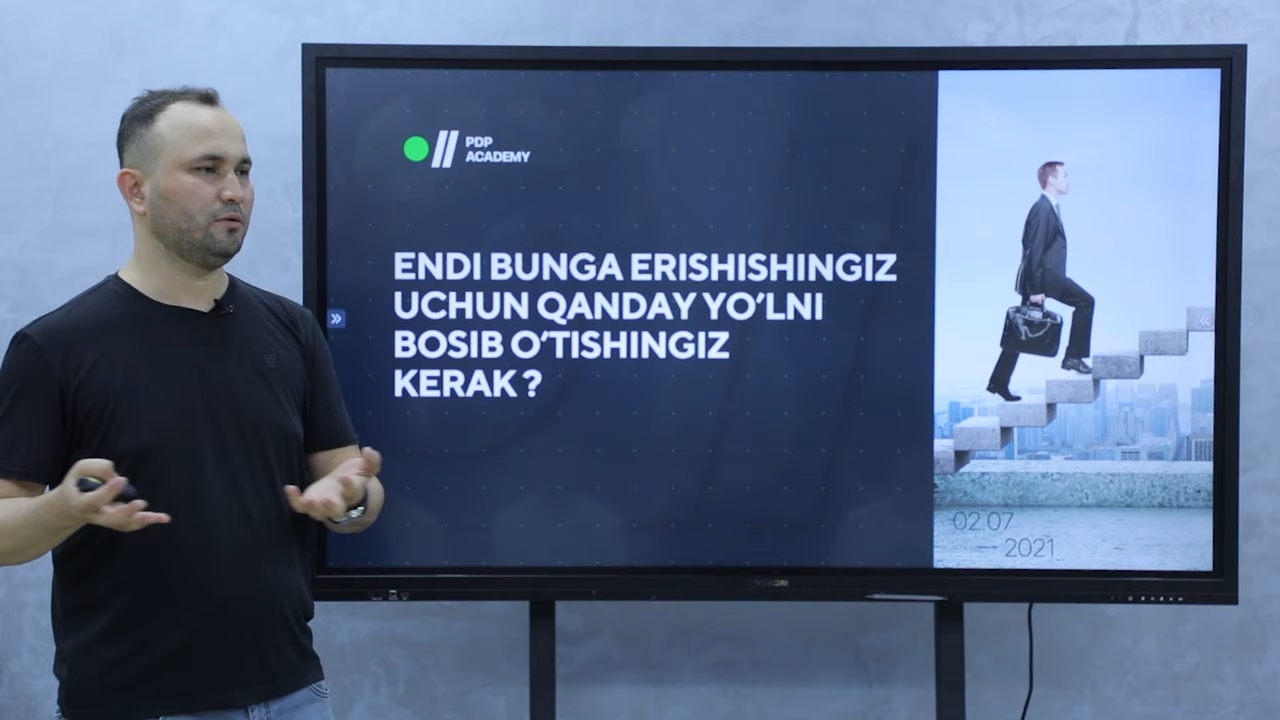 PDP
ACADEMY
ENDI BUNGA ERISHISHINGIZ
UCHUN QANDAY YO‘LNI
BOSIB O‘TISHINGIZ
KERAK ?
02.07
— 2021